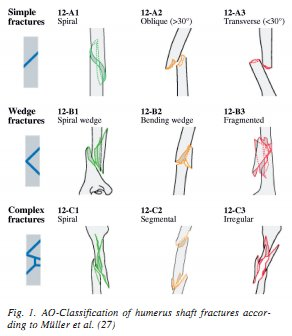 Simple fractures
12-A1 Spiral
12-A2 Oblique (>30°)
12-A3 Transverse (<30°)
Wedge fractures
12-B1 Spiral wedge
12-B2 Bending wedge
12-B3 Fragmented
Complex fractures
12-C1 Spiral
12-C2 Segmental
12-C3 Irregular
Fig. 1. AO-Classification of humerus shaft fractures accor-
ding to Müller et al. (27)